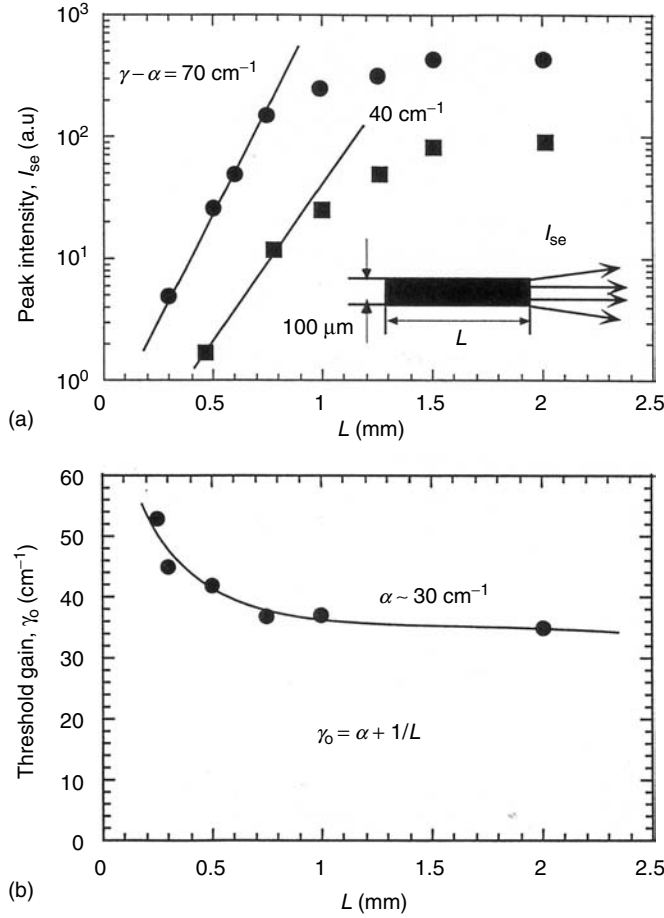 10³
10²
10¹
10⁰
Peak intensity, I_se (a.u)
γ – α = 70 cm⁻¹
40 cm⁻¹
I_se
100 μm
L
0 0.5 1 1.5 2 2.5
L (mm)
(a)
60
50
40
30
20
10
0
Threshold gain, γ₀ (cm⁻¹)
α ~ 30 cm⁻¹
γ₀ = α + 1/L
0 0.5 1 1.5 2 2.5
L (mm)
(b)